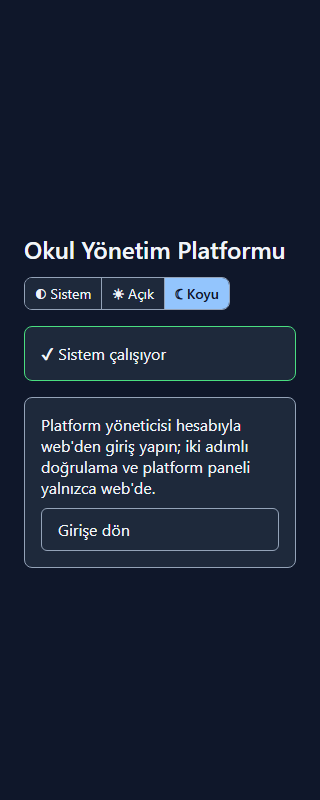 Okul Yönetim Platformu
◐ Sistem ☀ Açık ☾ Koyu
✓ Sistem çalışıyor
Platform yöneticisi hesabıyla
web'den giriş yapın; iki adımlı
doğrulama ve platform paneli
yalnızca web'de.
Girişe dön